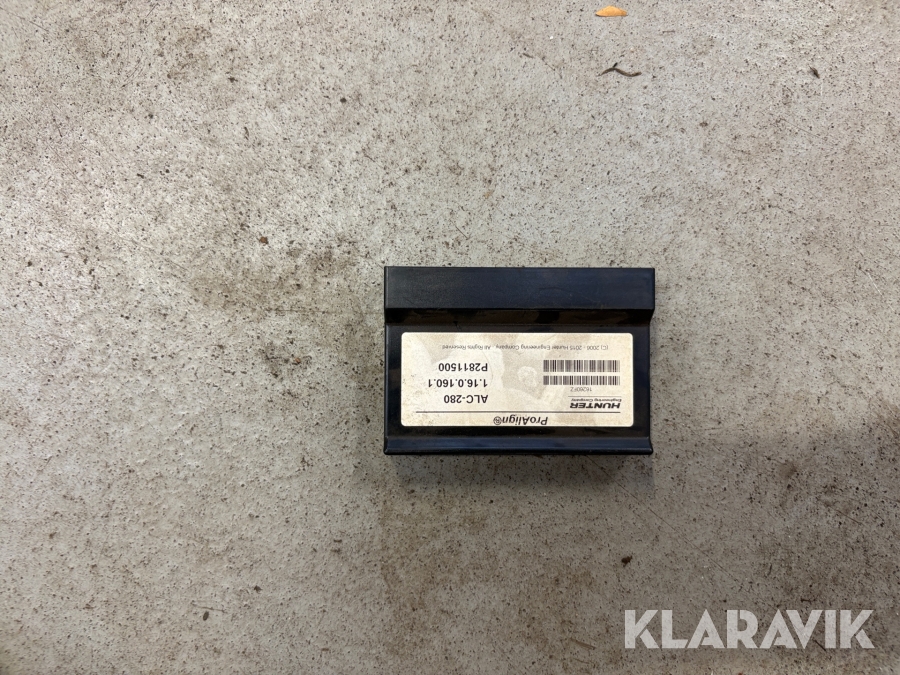 ProAlign®
HUNTER
Engineering Company
ALC-280
1.16.0.160.1
P2811500
(C) 2006 - 2015 Hunter Engineering Company - All Rights Reserved
KLARAVIK